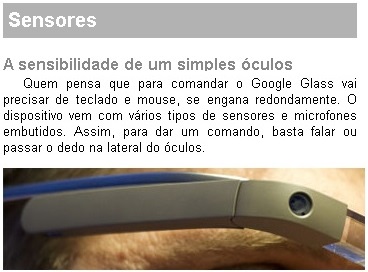 Sensores
A sensibilidade de um simples óculos
Quem pensa que para comandar o Google Glass vai
precisar de teclado e mouse, se engana redondamente. O
dispositivo vem com vários tipos de sensores e microfones
embutidos. Assim, para dar um comando, basta falar ou
passar o dedo na lateral do óculos.